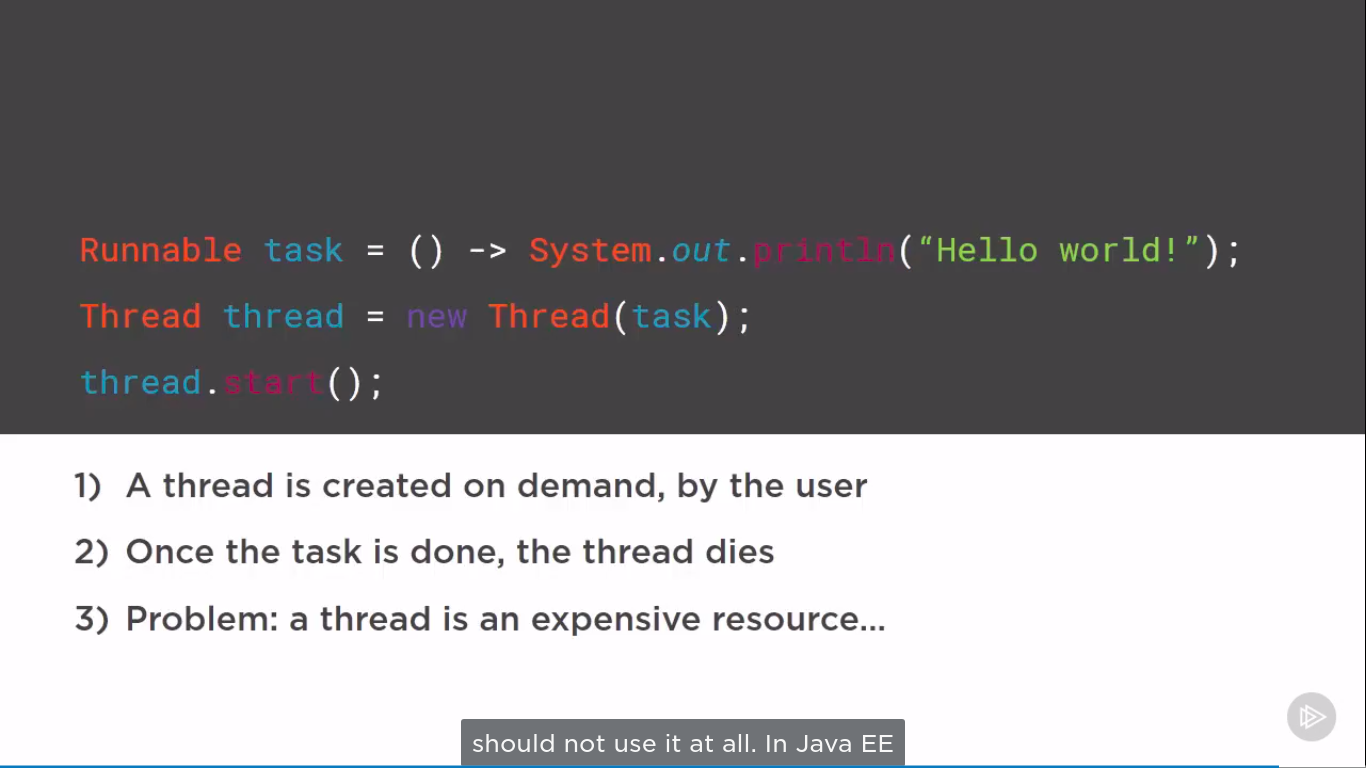 Runnable task = () -> System.out.println(“Hello world!”);
Thread thread = new Thread(task);
thread.start();
1) A thread is created on demand, by the user
2) Once the task is done, the thread dies
3) Problem: a thread is an expensive resource...
should not use it at all. In Java EE